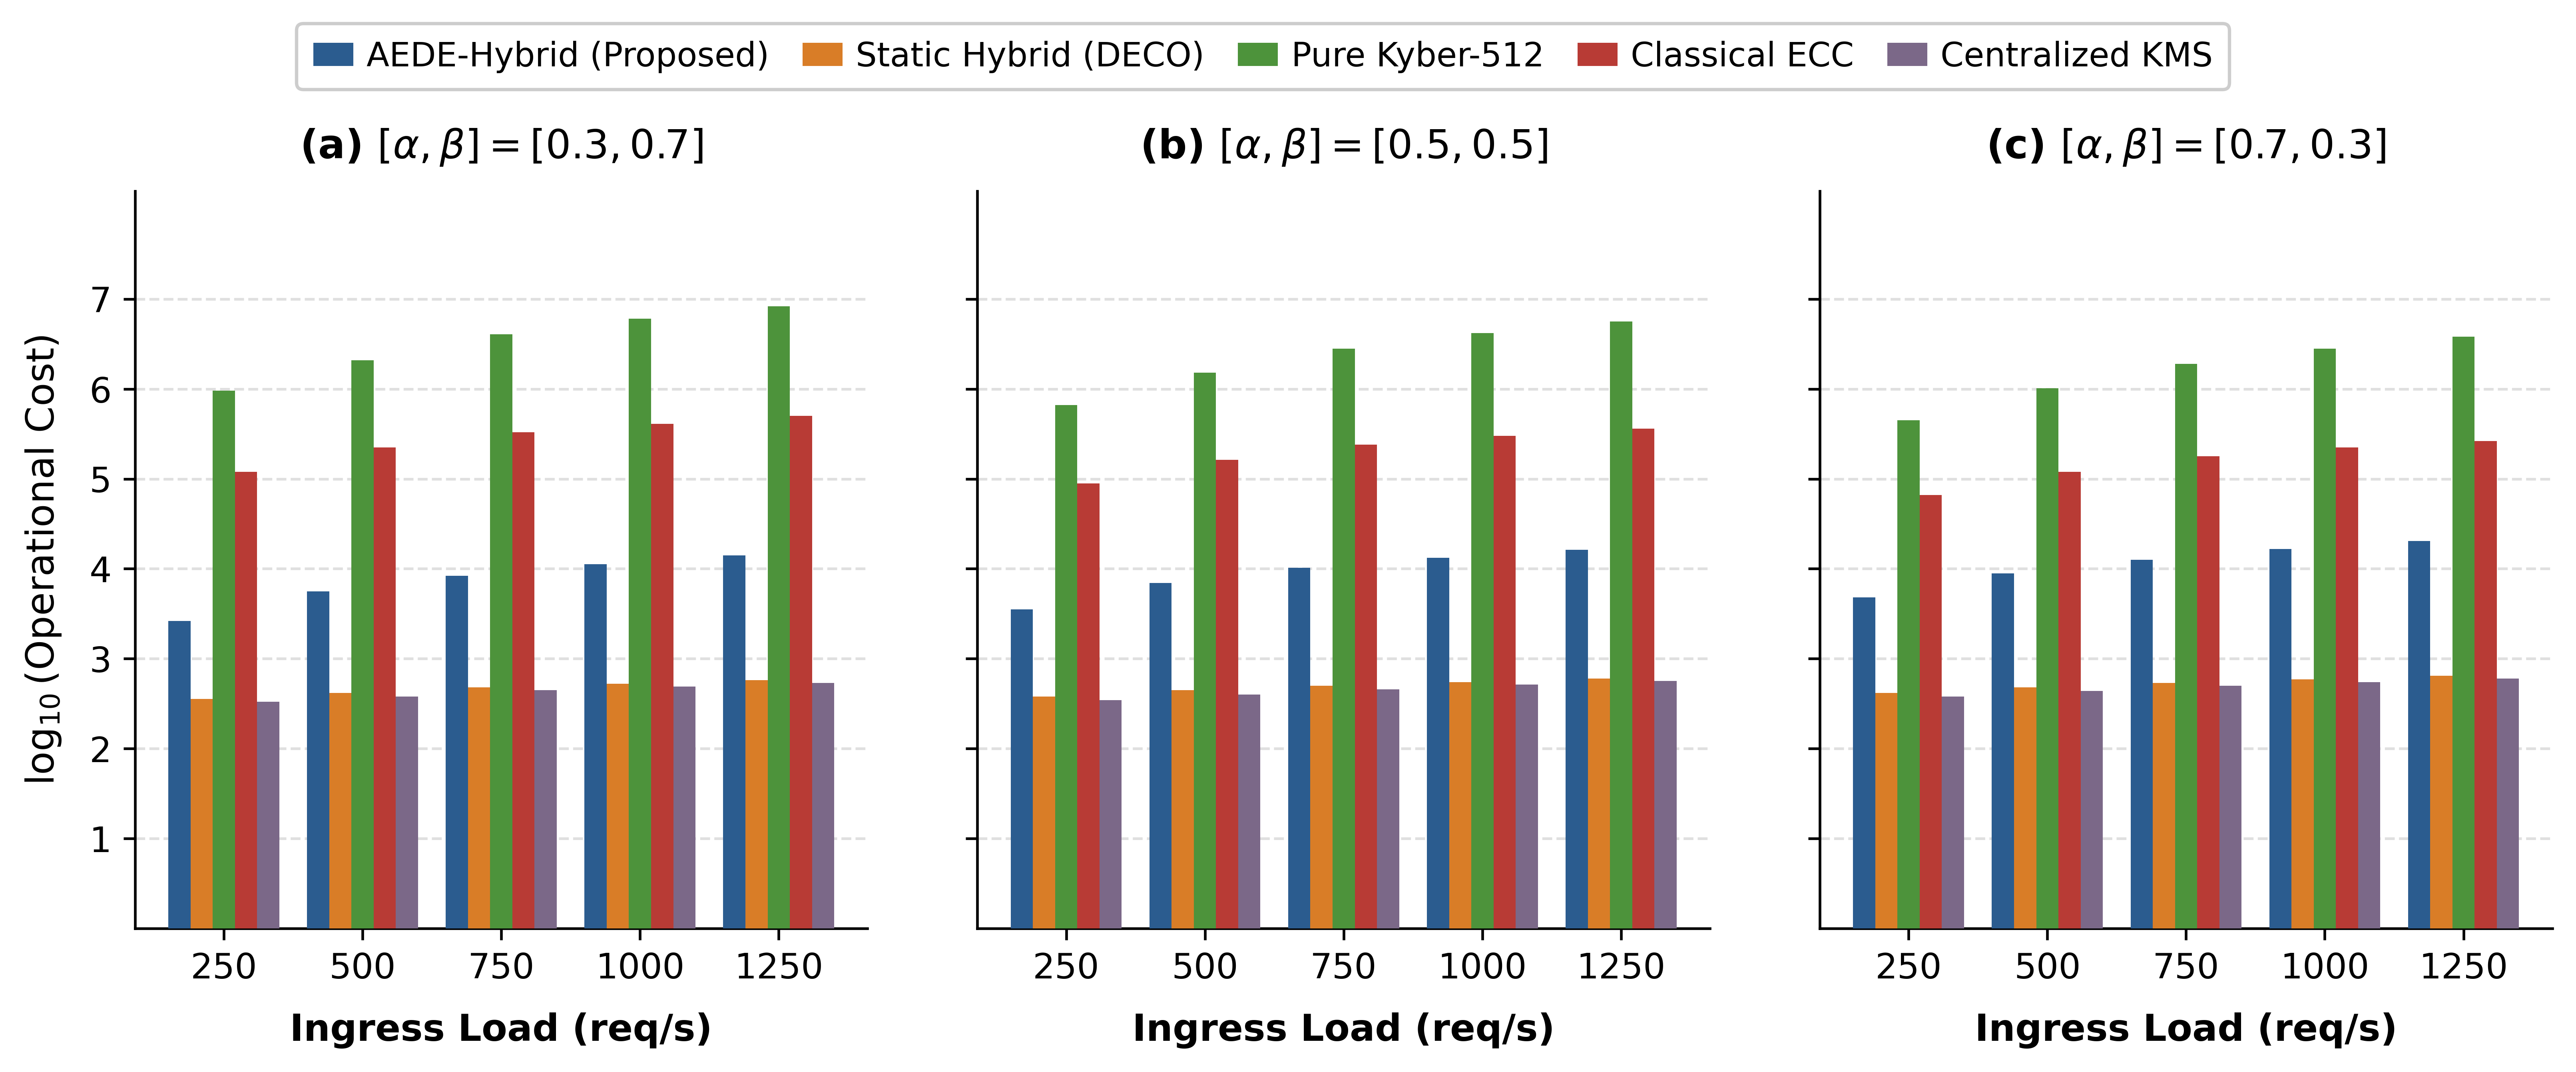 AEDE-Hybrid (Proposed) Static Hybrid (DECO) Pure Kyber-512 Classical ECC Centralized KMS
(a) [α, β] = [0.3, 0.7]
(b) [α, β] = [0.5, 0.5]
(c) [α, β] = [0.7, 0.3]
log₁₀ (Operational Cost)
7
6
5
4
3
2
1
250 500 750 1000 1250
250 500 750 1000 1250
250 500 750 1000 1250
Ingress Load (req/s)
Ingress Load (req/s)
Ingress Load (req/s)